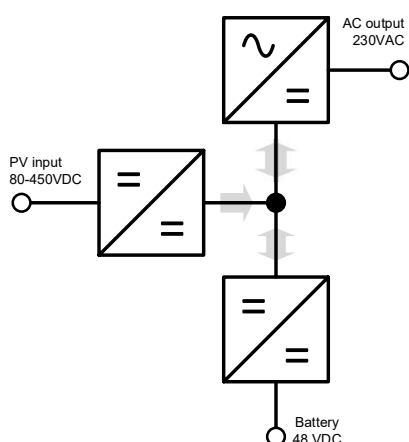 AC output
230VAC
PV input
80-450VDC
Battery
48 VDC